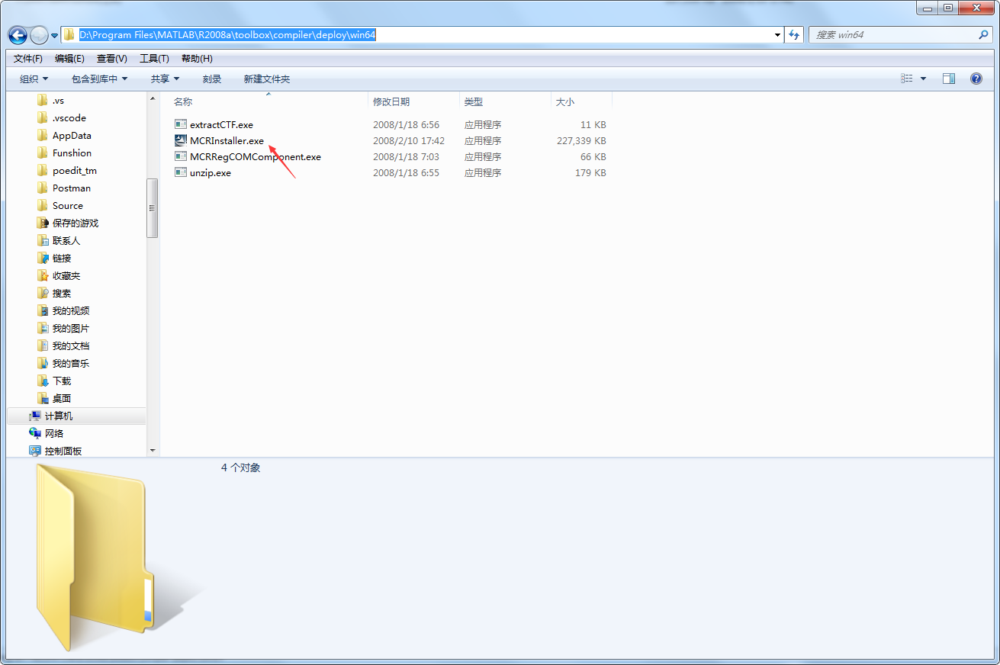 D:\Program Files\MATLAB\R2008a\toolbox\compiler\deploy\win64
搜索 win64
文件(F) 编辑(E) 查看(V) 工具(T) 帮助(H)
组织 包含到库中 共享 刻录 新建文件夹
.vs
.vscode
AppData
Funshion
poedit_tm
Postman
Source
保存的游戏
联系人
链接
收藏夹
搜索
我的视频
我的图片
我的文档
我的音乐
下载
桌面
计算机
网络
控制面板
名称 修改日期 类型 大小
extractCTF.exe 2008/1/18 6:56 应用程序 11 KB
MCRInstaller.exe 2008/2/10 17:42 应用程序 227,339 KB
MCRRegCOMComponent.exe 2008/1/18 7:03 应用程序 66 KB
unzip.exe 2008/1/18 6:55 应用程序 179 KB
4 个对象